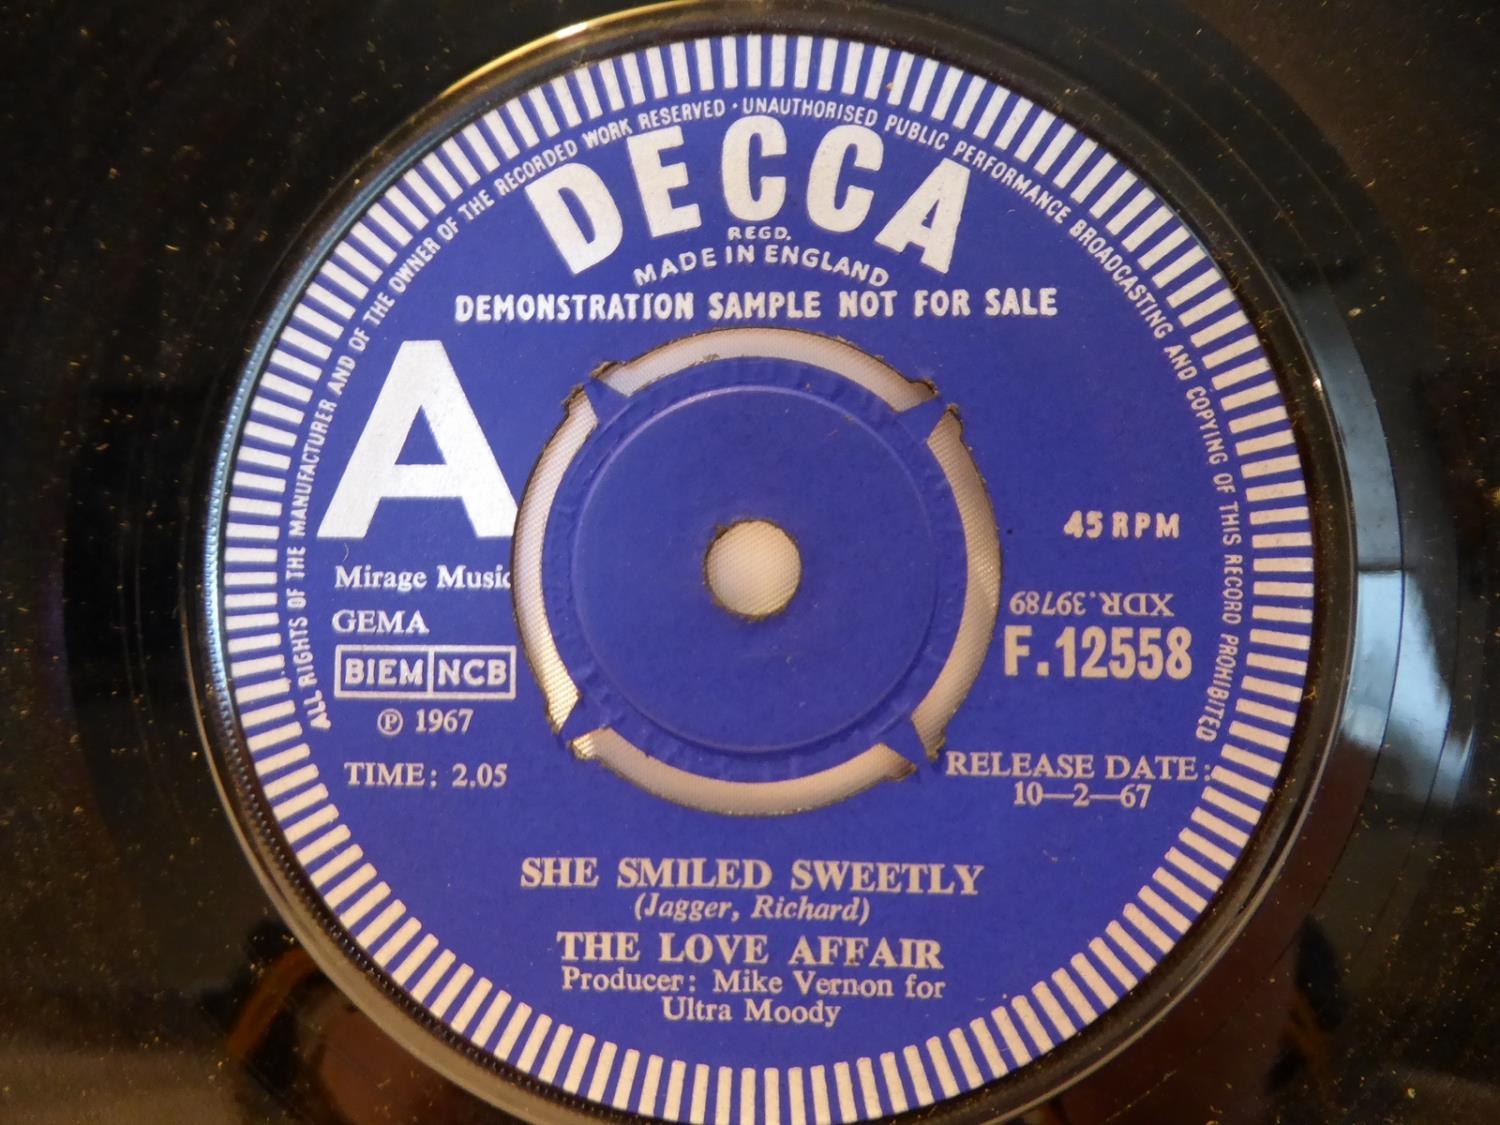 ALL RIGHTS OF THE MANUFACTURER AND OF THE OWNER OF THE RECORDED WORK RESERVED · UNAUTHORISED PUBLIC PERFORMANCE BROADCASTING AND COPYING OF THIS RECORD PROHIBITED
DECCA
REGD.
MADE IN ENGLAND
DEMONSTRATION SAMPLE NOT FOR SALE
A
Mirage Music
GEMA
BIEM NCB
℗ 1967
TIME: 2.05
45 RPM
XDR.39789
F.12558
RELEASE DATE:
10—2—67
SHE SMILED SWEETLY
(Jagger, Richard)
THE LOVE AFFAIR
Producer: Mike Vernon for
Ultra Moody